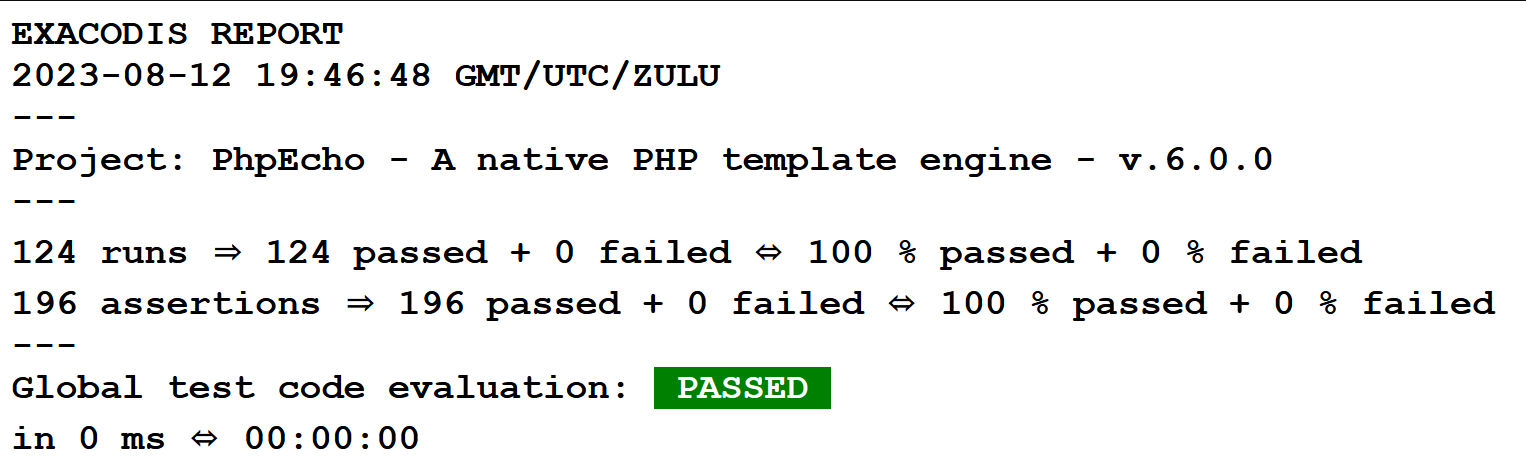 EXACODIS REPORT
2023-08-12 19:46:48 GMT/UTC/ZULU
---
Project: PhpEcho - A native PHP template engine - v.6.0.0
---
124 runs ⇒ 124 passed + 0 failed ⇔ 100 % passed + 0 % failed
196 assertions ⇒ 196 passed + 0 failed ⇔ 100 % passed + 0 % failed
---
Global test code evaluation: PASSED
in 0 ms ⇔ 00:00:00